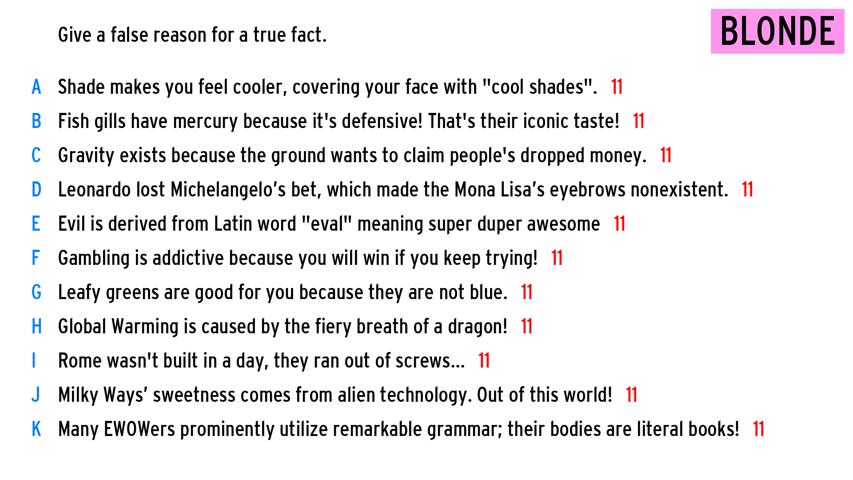 Give a false reason for a true fact.
BLONDE
A Shade makes you feel cooler, covering your face with "cool shades". 11
B Fish gills have mercury because it's defensive! That's their iconic taste! 11
C Gravity exists because the ground wants to claim people's dropped money. 11
D Leonardo lost Michelangelo’s bet, which made the Mona Lisa’s eyebrows nonexistent. 11
E Evil is derived from Latin word "eval" meaning super duper awesome 11
F Gambling is addictive because you will win if you keep trying! 11
G Leafy greens are good for you because they are not blue. 11
H Global Warming is caused by the fiery breath of a dragon! 11
I Rome wasn't built in a day, they ran out of screws... 11
J Milky Ways’ sweetness comes from alien technology. Out of this world! 11
K Many EWOWers prominently utilize remarkable grammar; their bodies are literal books! 11